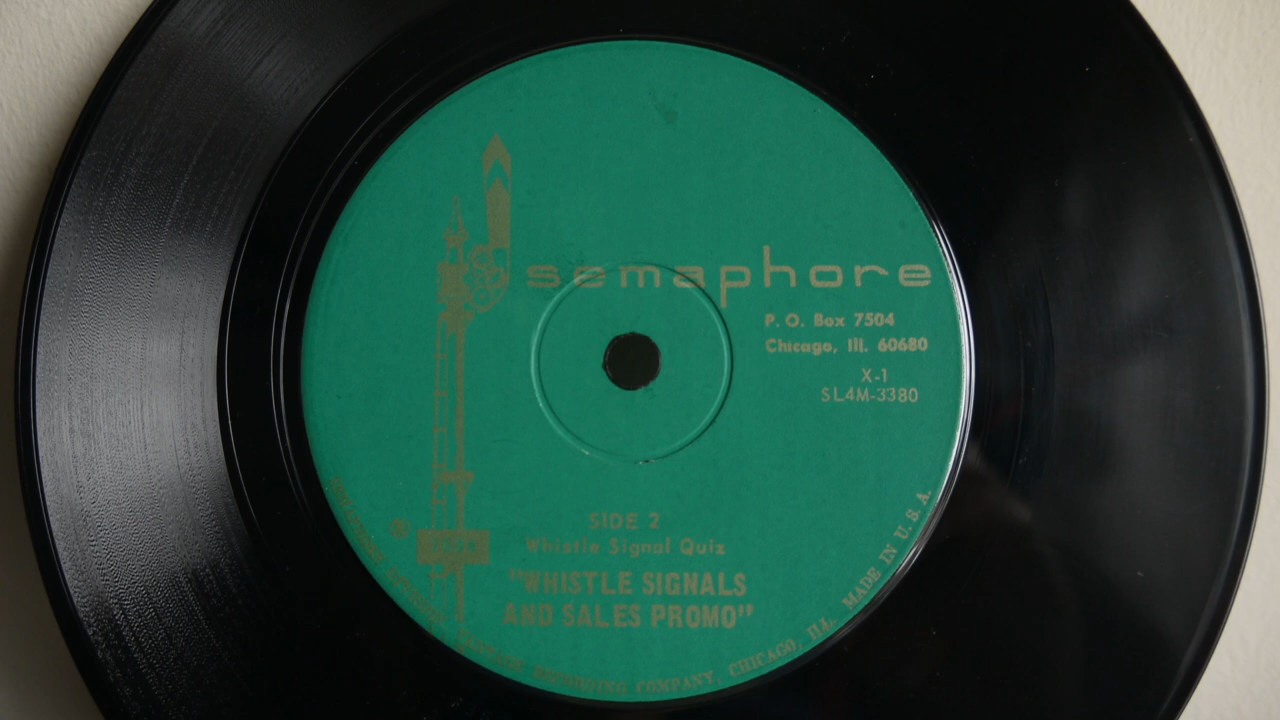 semaphore
P. O. Box 7504
Chicago, Ill. 60680
X-1
SL4M-3380
SIDE 2
Whistle Signal Quiz
"WHISTLE SIGNALS
AND SALES PROMO"
RECORDING COMPANY, CHICAGO, ILL. MADE IN U. S. A.